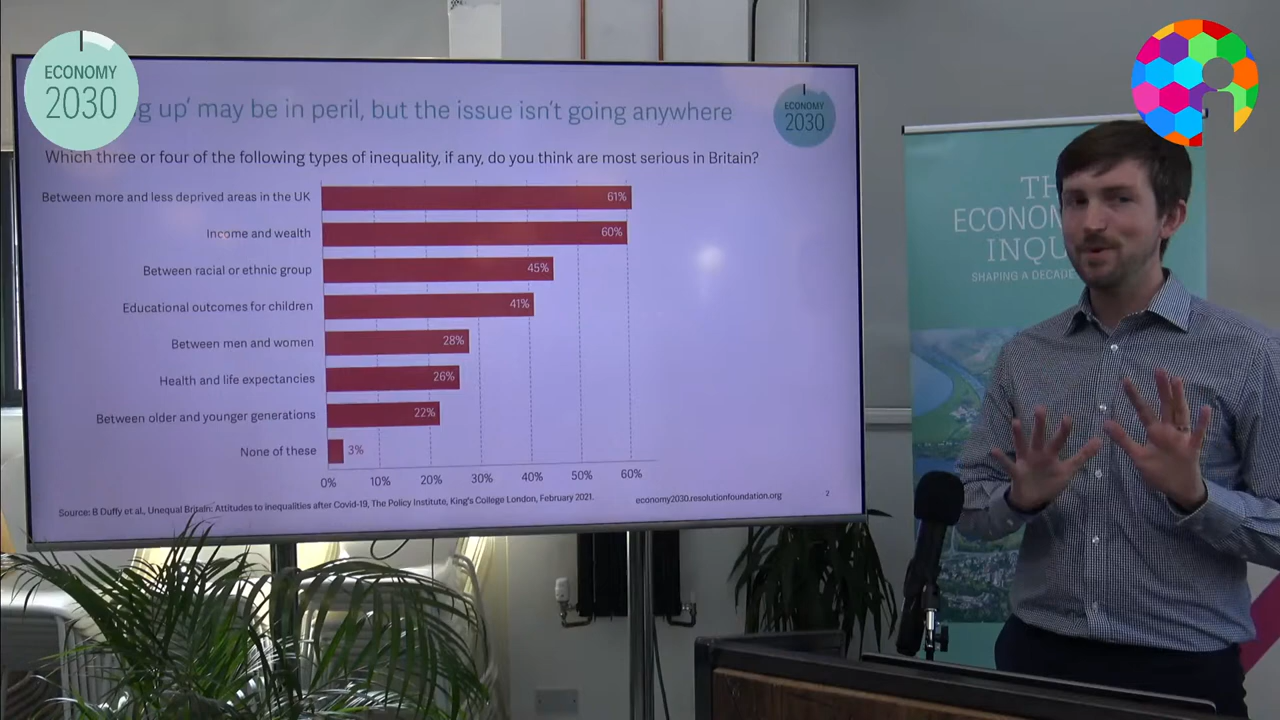 ECONOMY
2030
g up' may be in peril, but the issue isn't going anywhere
ECONOMY
2030
Which three or four of the following types of inequality, if any, do you think are most serious in Britain?
Between more and less deprived areas in the UK
61%
Income and wealth
60%
Between racial or ethnic group
45%
Educational outcomes for children
41%
Between men and women
28%
Health and life expectancies
26%
Between older and younger generations
22%
None of these
3%
0% 10% 20% 30% 40% 50% 60%
Source: B Duffy et al., Unequal Britain: Attitudes to inequalities after Covid-19, The Policy Institute, King's College London, February 2021.
economy2030.resolutionfoundation.org
2
TH
ECONOM
INQU
SHAPING A DECADE